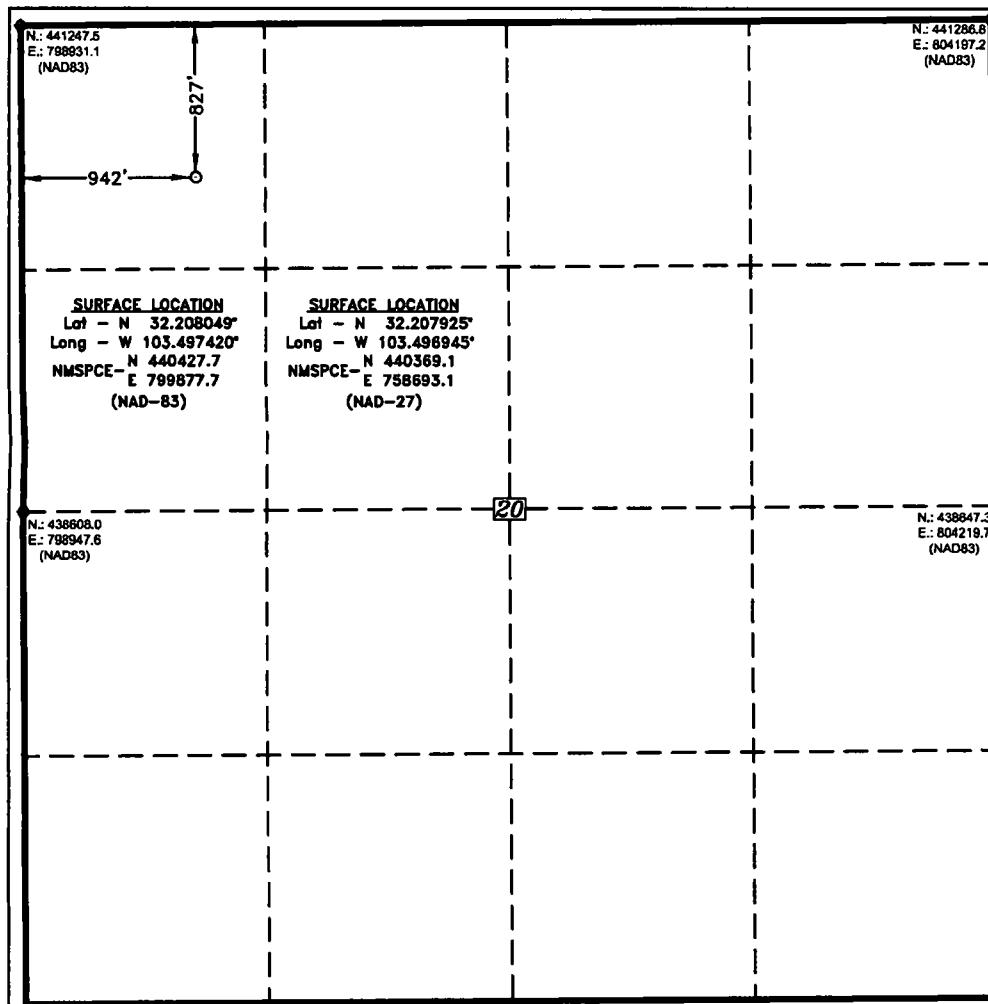 N.: 441247.5
E.: 798931.1
(NAD83)
N.: 441286.8
E.: 804197.2
(NAD83)
827'
942'
SURFACE LOCATION
Lat - N 32.208049°
Long - W 103.497420°
NMSPCE- N 440427.7
E 799877.7
(NAD-83)
SURFACE LOCATION
Lat - N 32.207925°
Long - W 103.496945°
NMSPCE- N 440369.1
E 758693.1
(NAD-27)
20
N.: 438608.0
E.: 798947.6
(NAD83)
N.: 438647.3
E.: 804219.7
(NAD83)